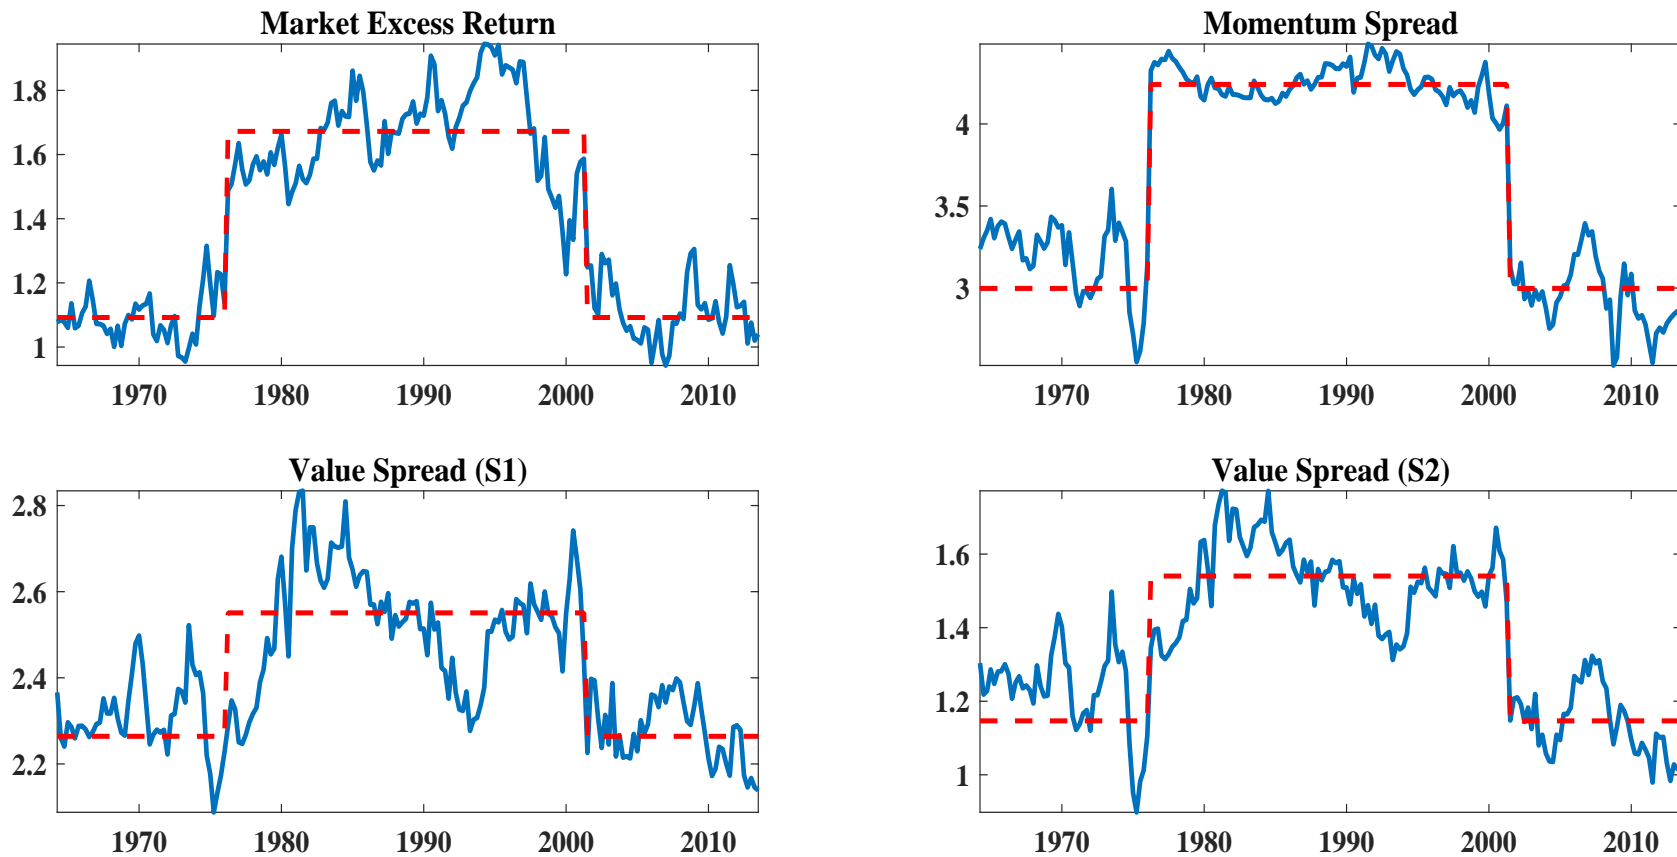 Market Excess Return
1.8
1.6
1.4
1.2
1
1970 1980 1990 2000 2010
Momentum Spread
4
3.5
3
1970 1980 1990 2000 2010
Value Spread (S1)
2.8
2.6
2.4
2.2
1970 1980 1990 2000 2010
Value Spread (S2)
1.6
1.4
1.2
1
1970 1980 1990 2000 2010